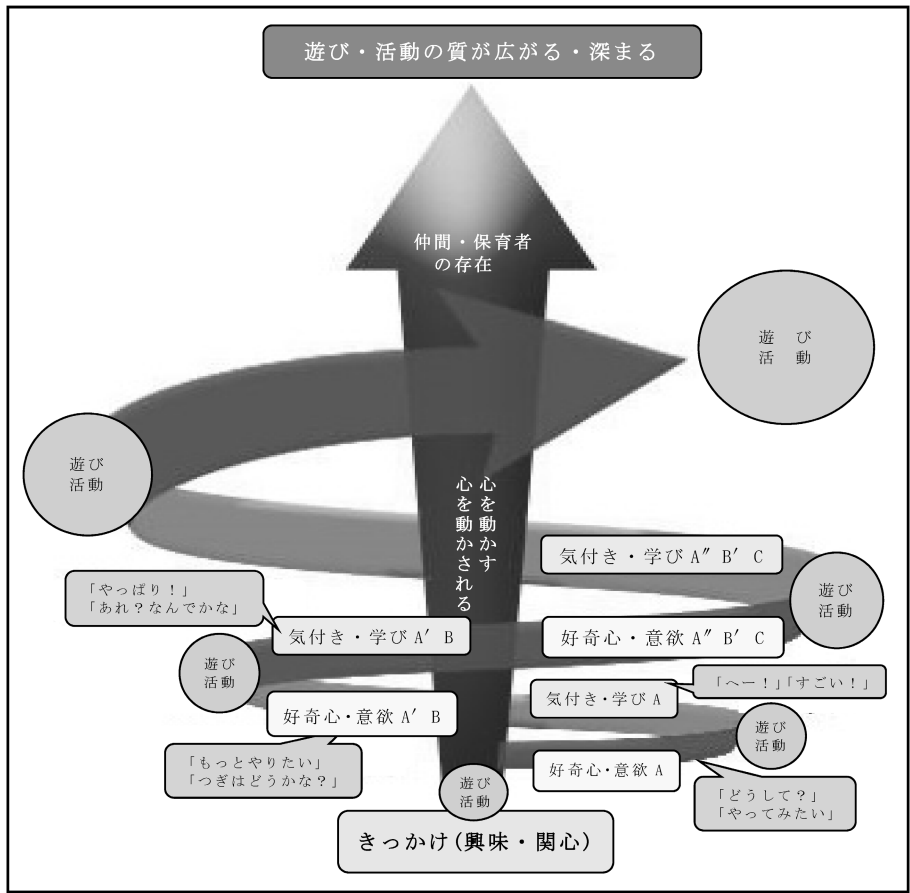 遊び・活動の質が広がる・深まる
仲間・保育者
の存在
遊 び
活 動
遊び
活動
心を動かす
心を動かされる
気付き・学び A″ B′ C
「やっぱり！」
「あれ？なんでかな」
遊び
活動
気付き・学び A′ B
好奇心・意欲 A″ B′ C
遊び
活動
「へー！」「すごい！」
気付き・学び A
好奇心・意欲 A′ B
遊び
活動
「もっとやりたい」
「つぎはどうかな？」
好奇心・意欲 A
遊び
活動
「どうして？」
「やってみたい」
きっかけ(興味・関心)